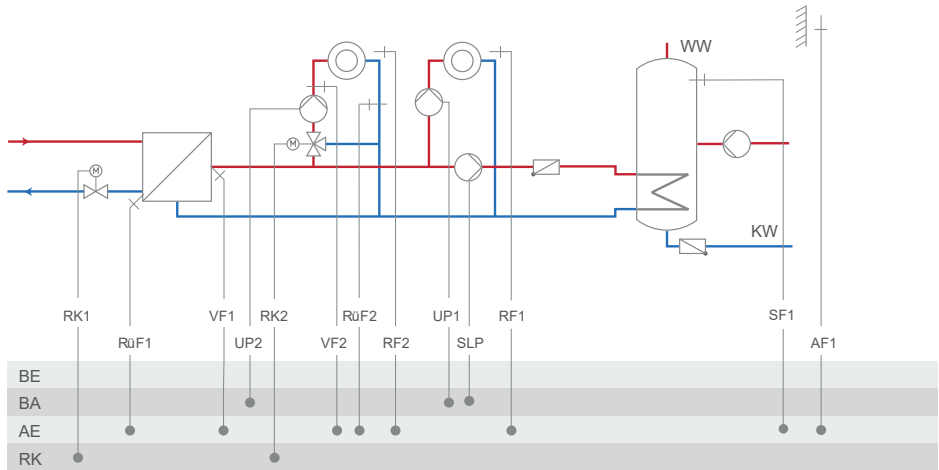 WW
M
M
KW
RK1 VF1 RK2 RüF2 UP1 RF1 SF1
RüF1 UP2 VF2 RF2 SLP AF1
BE
BA
AE
RK